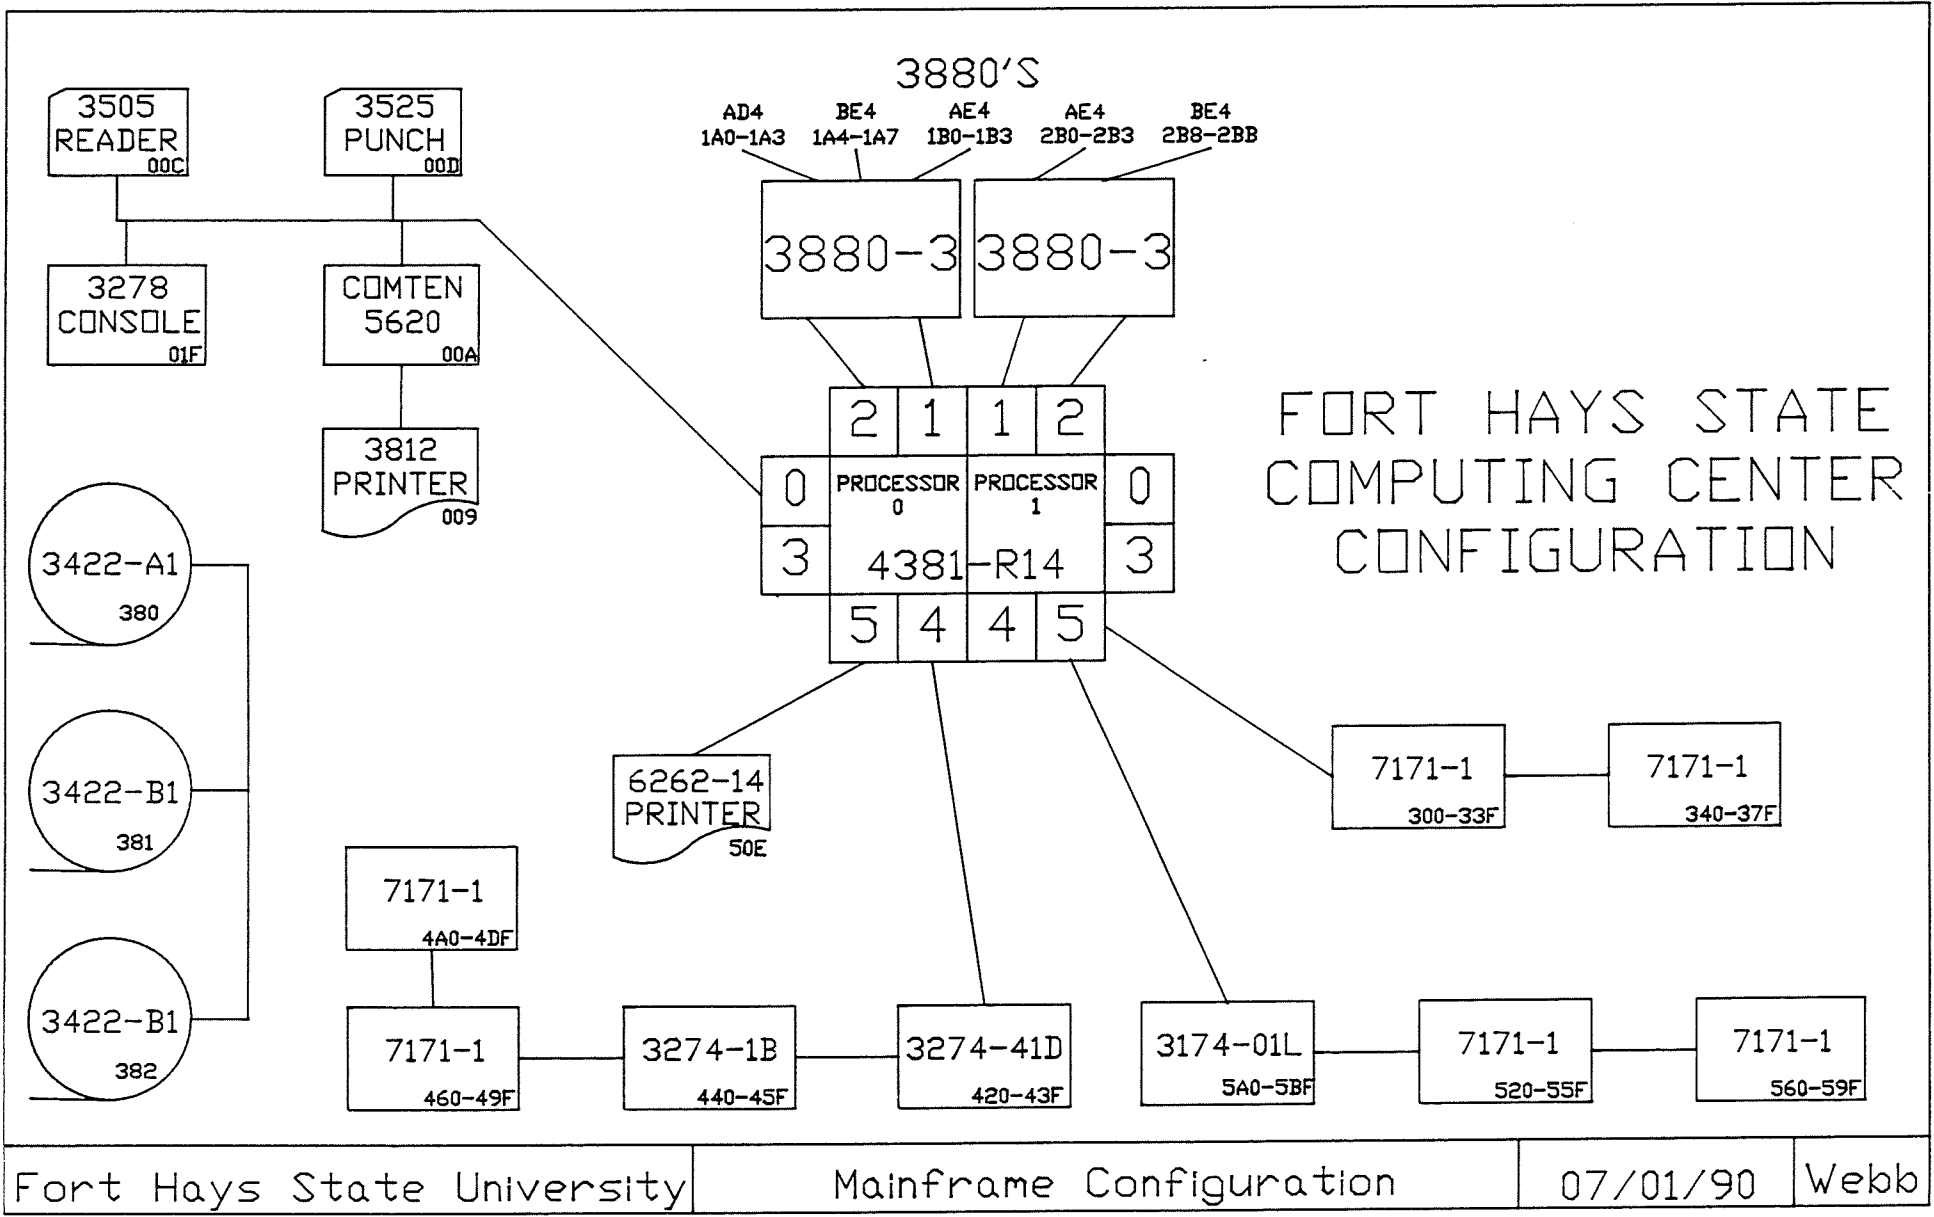 3880'S
AD4 BE4 AE4 AE4 BE4
1A0-1A3 1A4-1A7 1B0-1B3 2B0-2B3 2B8-2BB
3505
READER
00C
3525
PUNCH
00D
3880-3
3880-3
3278
CONSOLE
01F
COMTEN
5620
00A
3812
PRINTER
009
2 1 1 2
0 PROCESSOR PROCESSOR 0
0 1
3 4381-R14 3
5 4 4 5
FORT HAYS STATE
COMPUTING CENTER
CONFIGURATION
3422-A1
380
3422-B1
381
3422-B1
382
6262-14
PRINTER
50E
7171-1
300-33F
7171-1
340-37F
7171-1
4A0-4DF
7171-1
460-49F
3274-1B
440-45F
3274-41D
420-43F
3174-01L
5A0-5BF
7171-1
520-55F
7171-1
560-59F
Fort Hays State University
Mainframe Configuration
07/01/90
Webb